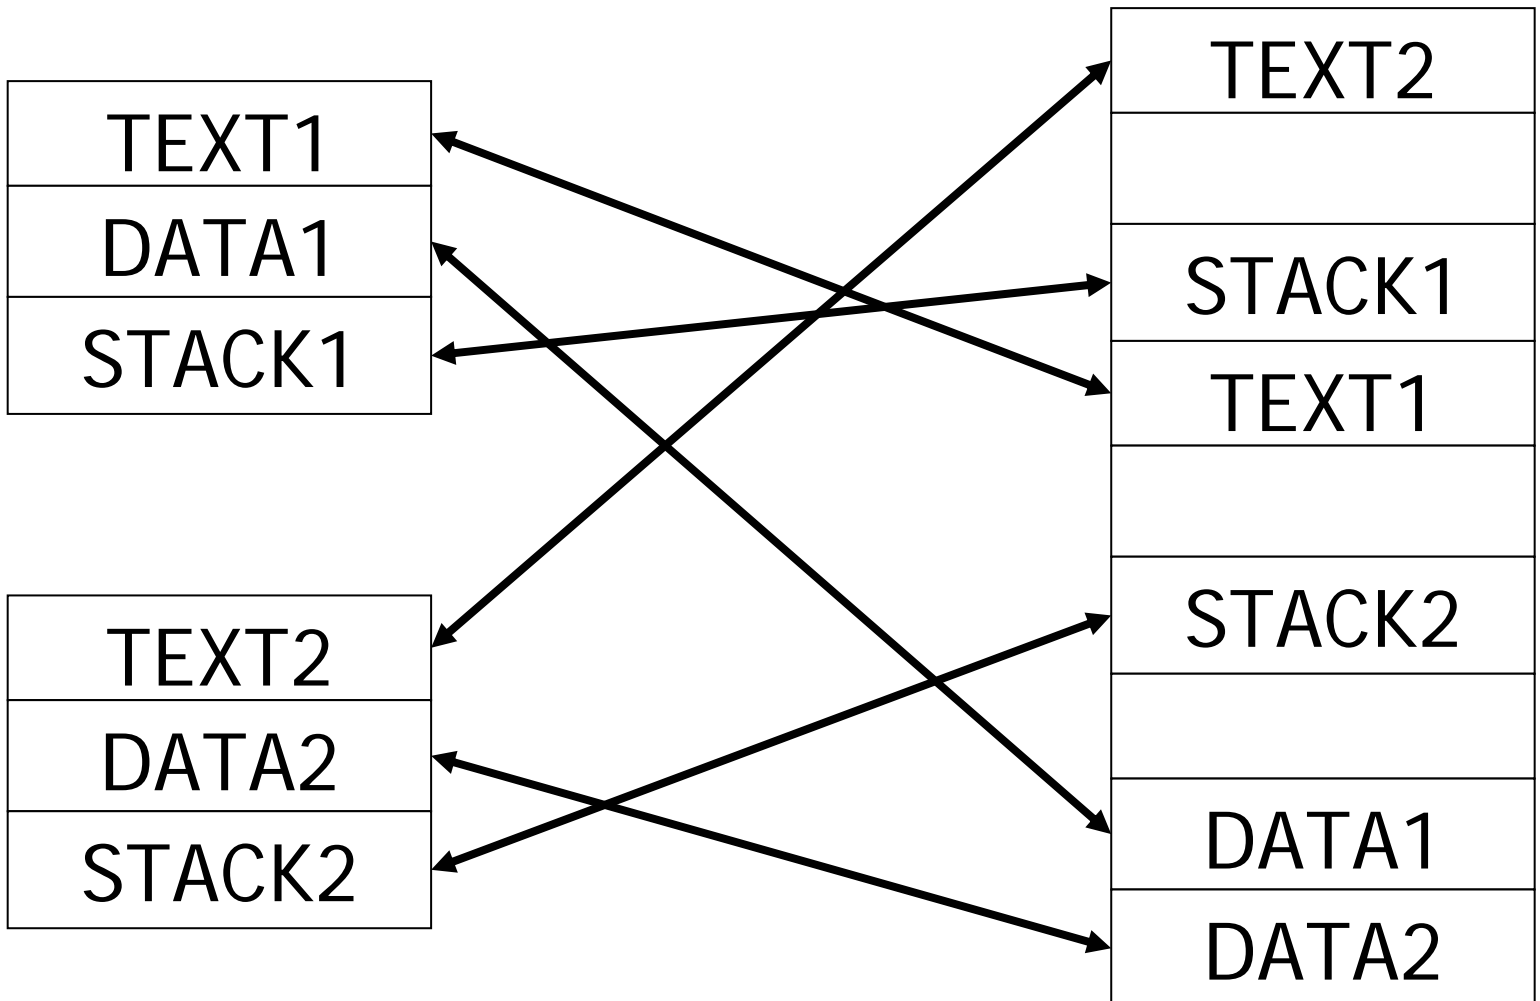 TEXT1
DATA1
STACK1
TEXT2
DATA2
STACK2
TEXT2
STACK1
TEXT1
STACK2
DATA1
DATA2